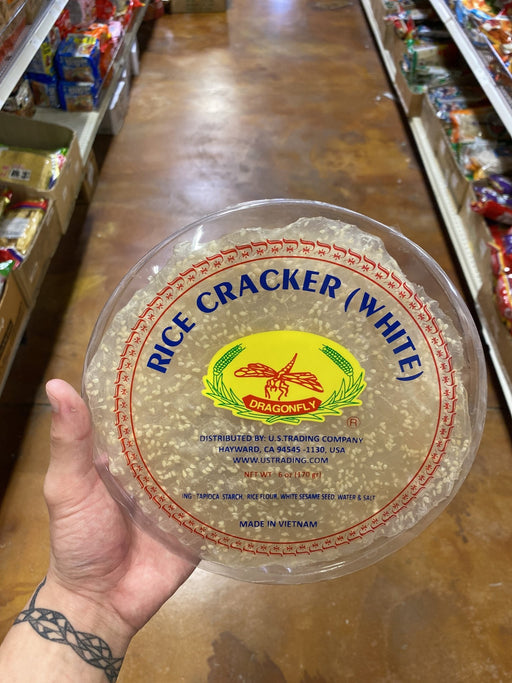 RICE CRACKER (WHITE)
DRAGONFLY
®
DISTRIBUTED BY: U.S.TRADING COMPANY
HAYWARD, CA 94545 -1130, USA
WWW.USTRADING.COM
NET WT : 6 oz (170 gr)
ING : TAPIOCA STARCH, RICE FLOUR, WHITE SESAME SEED, WATER & SALT
MADE IN VIETNAM